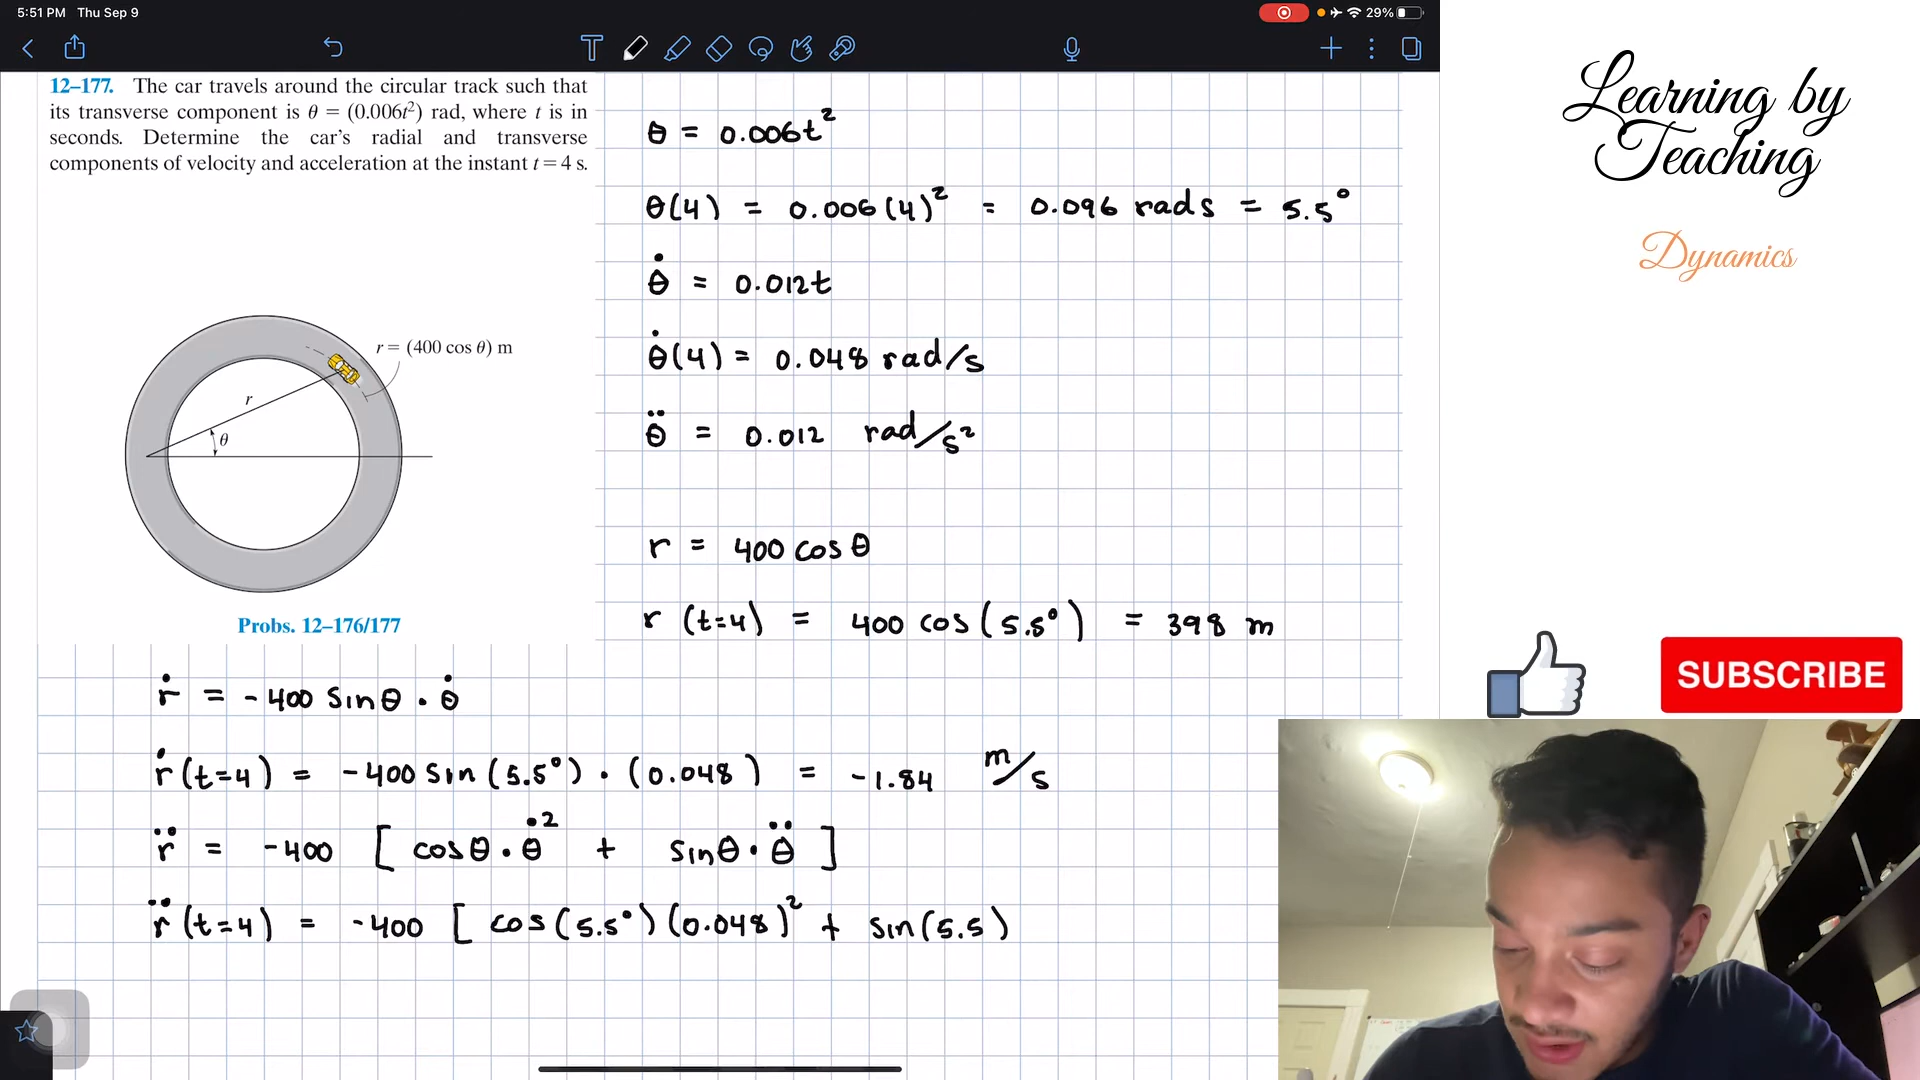 5:51 PM Thu Sep 9
29%
12–177. The car travels around the circular track such that
its transverse component is θ = (0.006t²) rad, where t is in
seconds. Determine the car's radial and transverse
components of velocity and acceleration at the instant t = 4 s.
r = (400 cos θ) m
r
θ
Probs. 12–176/177
θ = 0.006t²
θ(4) = 0.006(4)² = 0.096 rads = 5.5°
θ̇ = 0.012t
θ̇(4) = 0.048 rad/s
θ̈ = 0.012 rad/s²
r = 400 cos θ
r (t=4) = 400 cos(5.5°) = 398 m
ṙ = -400 sinθ · θ̇
ṙ(t=4) = -400 sin(5.5°) · (0.048) = -1.84 m/s
r̈ = -400 [ cosθ · θ̇² + sinθ · θ̈ ]
r̈(t=4) = -400 [ cos(5.5°)(0.048)² + sin(5.5)
Learning by
Teaching
Dynamics
SUBSCRIBE